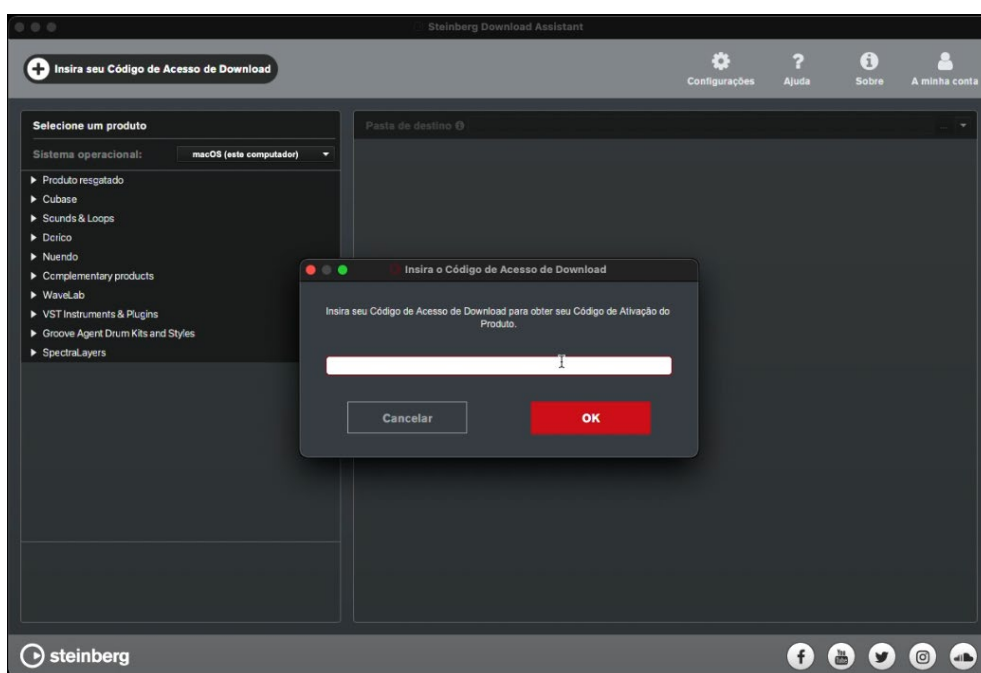 Steinberg Download Assistant
Insira seu Código de Acesso de Download
Configurações
Ajuda
Sobre
A minha conta
Selecione um produto
Sistema operacional:
macOS (este computador)
Produto resgatado
Cubase
Sounds & Loops
Dorico
Nuendo
Complementary products
WaveLab
VST Instruments & Plugins
Groove Agent Drum Kits and Styles
SpectraLayers
Pasta de destino
...
Insira o Código de Acesso de Download
Insira seu Código de Acesso de Download para obter seu Código de Ativação do
Produto.
Cancelar
OK
steinberg